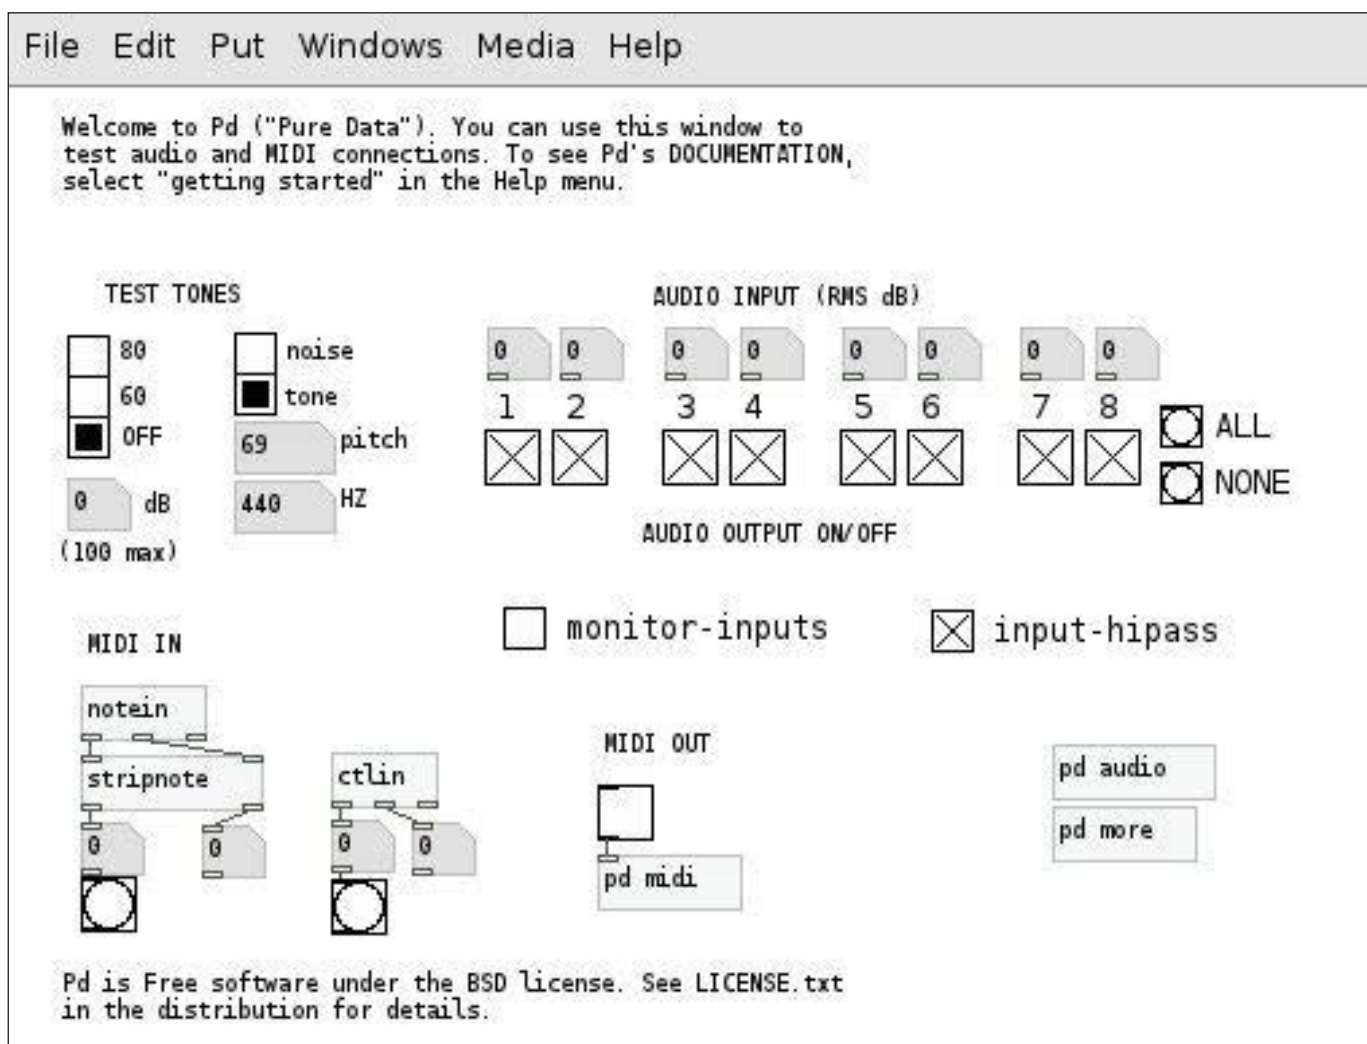 File Edit Put Windows Media Help
Welcome to Pd ("Pure Data"). You can use this window to
test audio and MIDI connections. To see Pd's DOCUMENTATION,
select "getting started" in the Help menu.
TEST TONES
80
60
OFF
0 dB
(100 max)
noise
tone
69 pitch
440 HZ
AUDIO INPUT (RMS dB)
0 0 0 0 0 0 0 0
1 2 3 4 5 6 7 8
ALL
NONE
AUDIO OUTPUT ON/OFF
monitor-inputs
input-hipass
MIDI IN
notein
stripnote
0 0
ctlin
0 0
MIDI OUT
pd midi
pd audio
pd more
Pd is Free software under the BSD license. See LICENSE.txt
in the distribution for details.